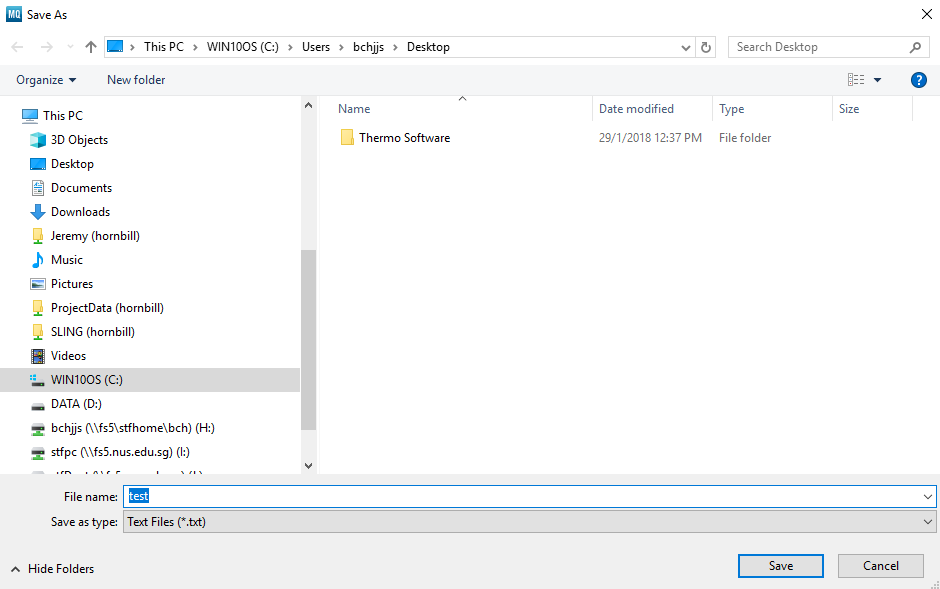 MQ Save As
This PC > WIN10OS (C:) > Users > bchjjs > Desktop
Search Desktop
Organize New folder
?
Name Date modified Type Size
Thermo Software 29/1/2018 12:37 PM File folder
This PC
3D Objects
Desktop
Documents
Downloads
Jeremy (hornbill)
Music
Pictures
ProjectData (hornbill)
SLING (hornbill)
Videos
WIN10OS (C:)
DATA (D:)
bchjjs (\\fs5\stfhome\bch) (H:)
stfpc (\\fs5.nus.edu.sg) (I:)
File name: test
Save as type: Text Files (*.txt)
Hide Folders
Save Cancel